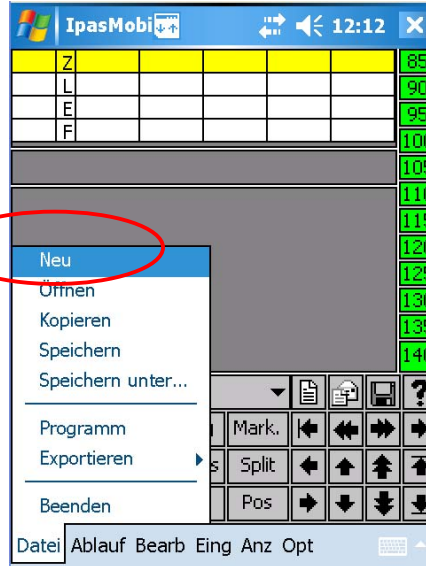 IpasMobi 12:12
Z 85
L 90
E 95
F 100
105
110
115
120
125
130
135
140
Neu
Öffnen
Kopieren
Speichern
Speichern unter...
Programm Mark.
Exportieren s Split
Beenden Pos
Datei Ablauf Bearb Eing Anz Opt